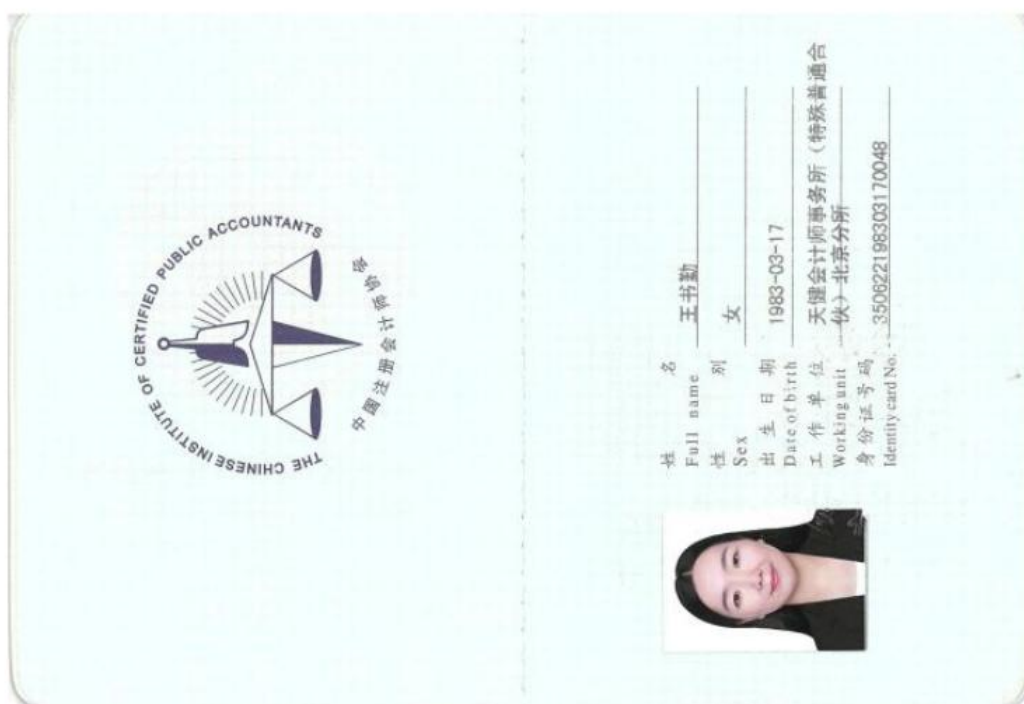 THE CHINESE INSTITUTE OF CERTIFIED PUBLIC ACCOUNTANTS
中国注册会计师协会
姓 名 王书勤
Full name
性 别 女
Sex
出 生 日 期 1983-03-17
Date of birth
工 作 单 位 天健会计师事务所（特殊普通合
Working unit 伙）北京分所
身 份 证 号 码 350622198303170048
Identity card No.